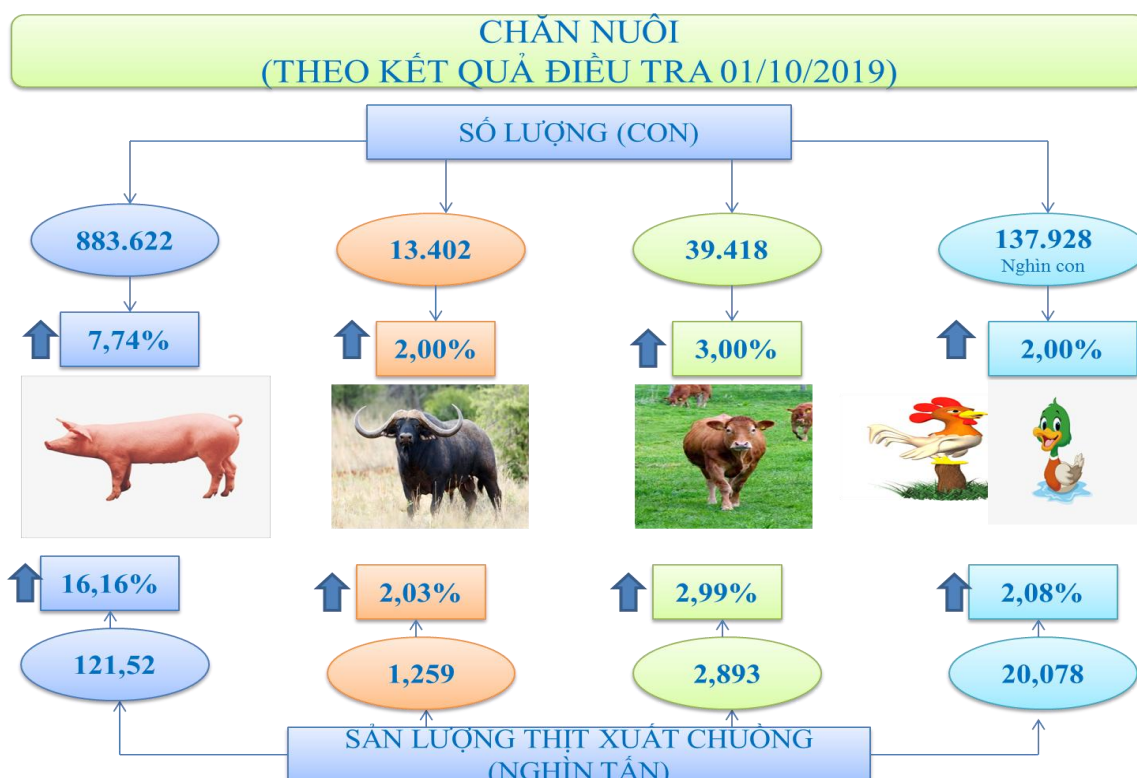 CHĂN NUÔI
(THEO KẾT QUẢ ĐIỀU TRA 01/10/2019)
SỐ LƯỢNG (CON)
883.622
13.402
39.418
137.928
Nghìn con
7,74%
2,00%
3,00%
2,00%
16,16%
2,03%
2,99%
2,08%
121,52
1,259
2,893
20,078
SẢN LƯỢNG THỊT XUẤT CHUỒNG
(NGHÌN TẤN)